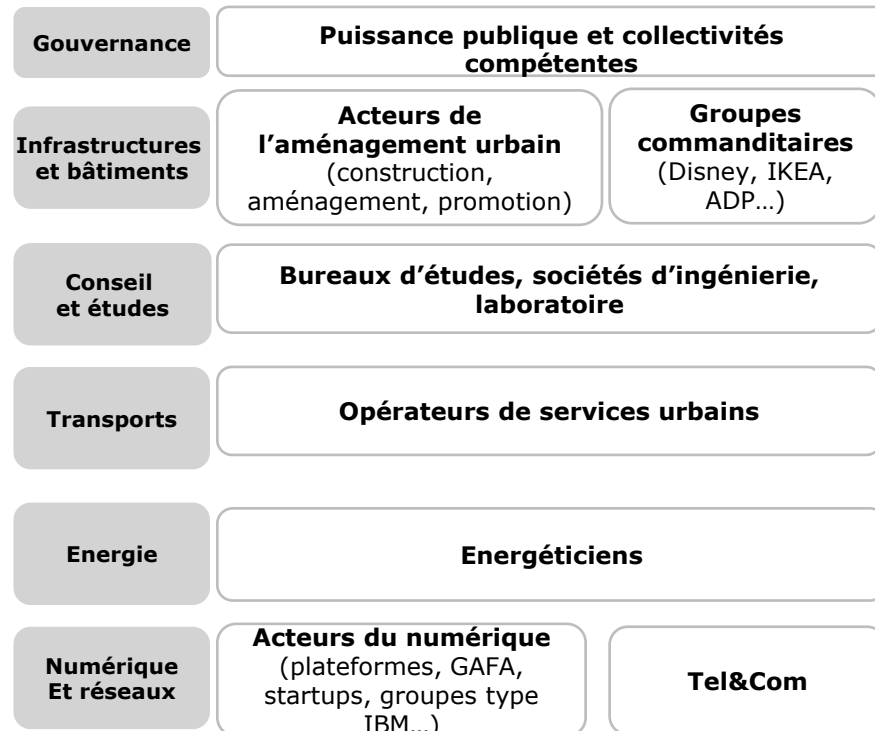 Gouvernance
Puissance publique et collectivités
compétentes
Infrastructures
et bâtiments
Acteurs de
l’aménagement urbain
(construction,
aménagement, promotion)
Groupes
commanditaires
(Disney, IKEA,
ADP…)
Conseil
et études
Bureaux d’études, sociétés d’ingénierie,
laboratoire
Transports
Opérateurs de services urbains
Energie
Energéticiens
Numérique
Et réseaux
Acteurs du numérique
(plateformes, GAFA,
startups, groupes type
IBM…)
Tel&Com